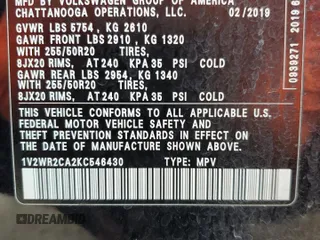 MFD BY VOLKSWAGEN GROUP OF AMERICA
CHATTANOOGA OPERATIONS, LLC. 02/2019
GVWR LBS 5754 , KG 2610
GAWR FRONT LBS 2910 , KG 1320
WITH 255/50R20 TIRES,
8JX20 RIMS, AT 240 KPA 35 PSI COLD
GAWR REAR LBS 2954, KG 1340
WITH 255/50R20 TIRES,
8JX20 RIMS, AT 240 KPA 35 PSI COLD
THIS VEHICLE CONFORMS TO ALL APPLICABLE U.S.
FEDERAL MOTOR VEHICLE SAFETY
STANDARDS IN EFFECT ON THE DATE
OF MANUFACTURE SHOWN ABOVE.
1V2WR2CA2KC546430 TYPE: MPV
0939271 2019 6
DREAMBID